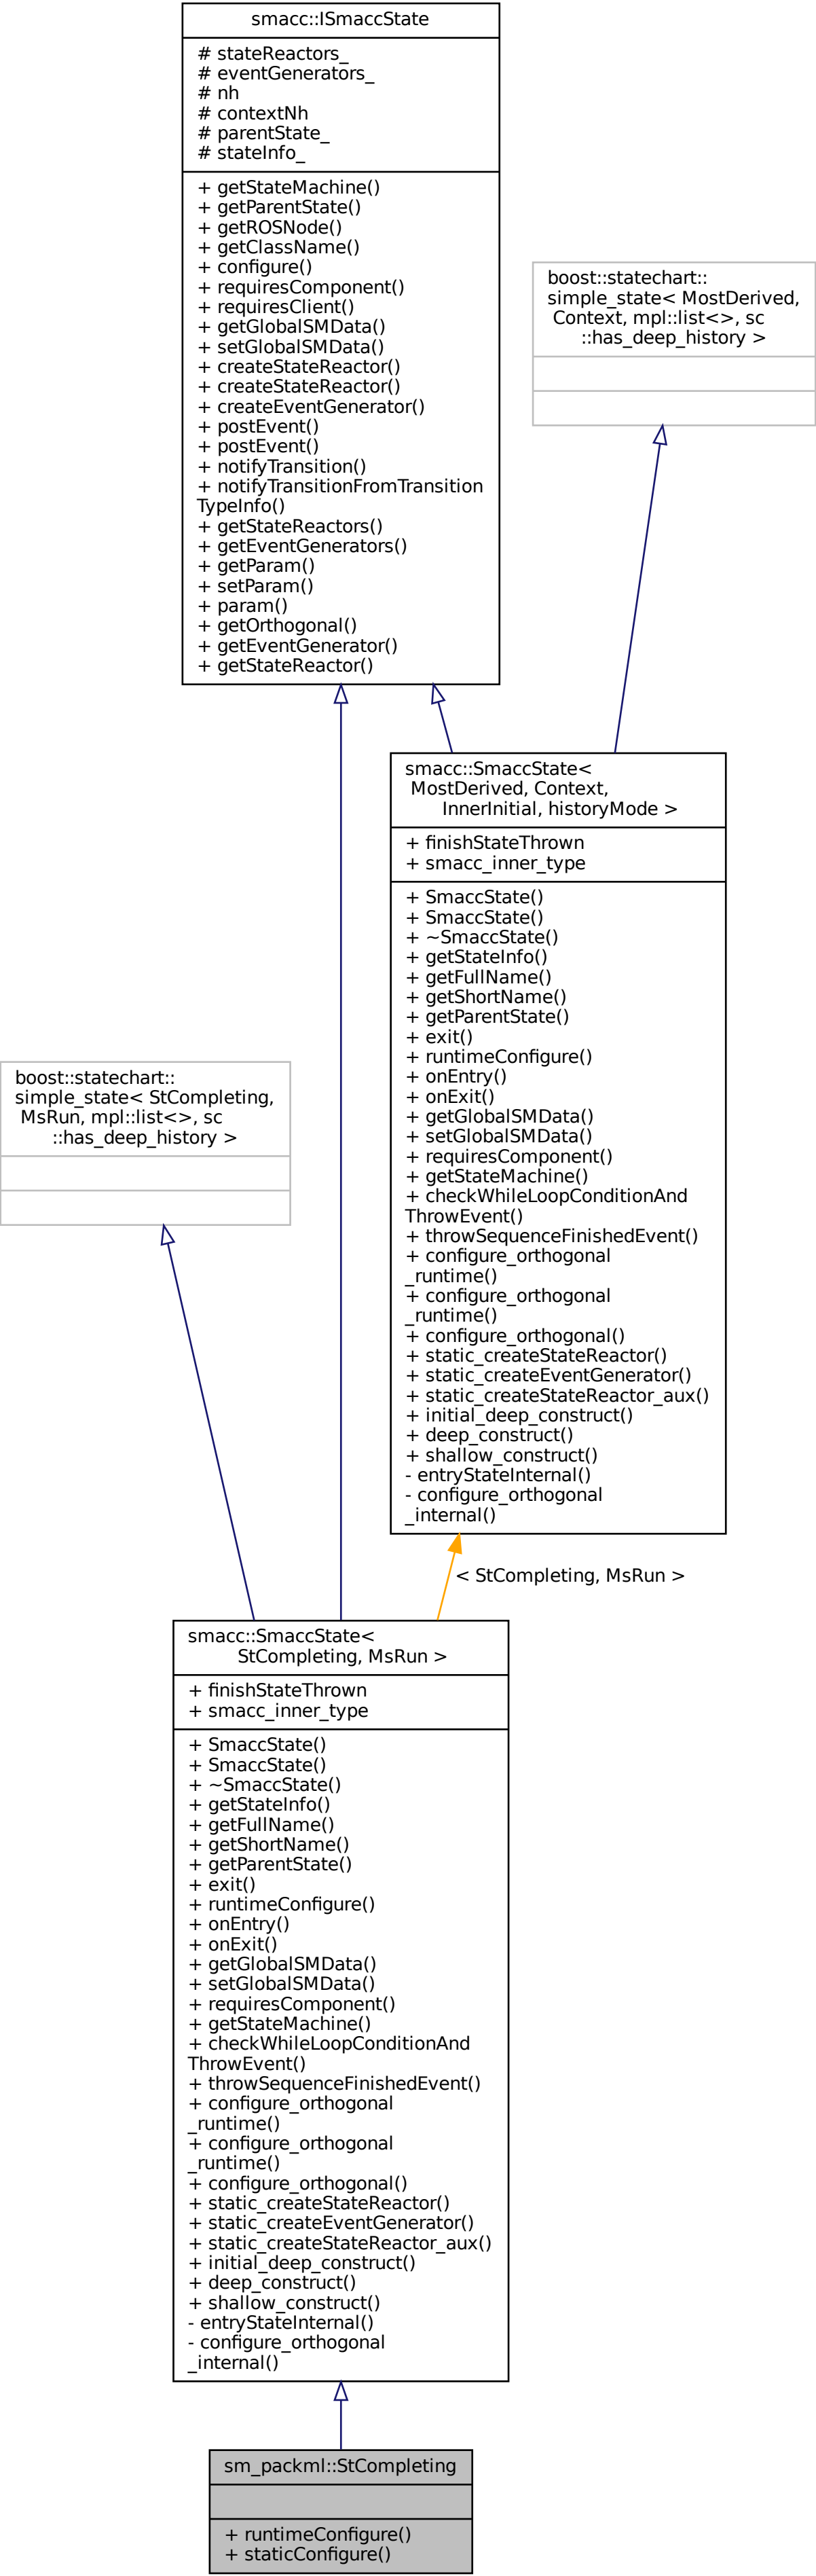 smacc::ISmaccState
# stateReactors_
# eventGenerators_
# nh
# contextNh
# parentState_
# stateInfo_
+ getStateMachine()
+ getParentState()
+ getROSNode()
+ getClassName()
+ configure()
+ requiresComponent()
+ requiresClient()
+ getGlobalSMData()
+ setGlobalSMData()
+ createStateReactor()
+ createStateReactor()
+ createEventGenerator()
+ postEvent()
+ postEvent()
+ notifyTransition()
+ notifyTransitionFromTransition
TypeInfo()
+ getStateReactors()
+ getEventGenerators()
+ getParam()
+ setParam()
+ param()
+ getOrthogonal()
+ getEventGenerator()
+ getStateReactor()
boost::statechart::
simple_state< MostDerived,
Context, mpl::list<>, sc
::has_deep_history >
smacc::SmaccState<
MostDerived, Context,
InnerInitial, historyMode >
+ finishStateThrown
+ smacc_inner_type
+ SmaccState()
+ SmaccState()
+ ~SmaccState()
+ getStateInfo()
+ getFullName()
+ getShortName()
+ getParentState()
+ exit()
+ runtimeConfigure()
+ onEntry()
+ onExit()
+ getGlobalSMData()
+ setGlobalSMData()
+ requiresComponent()
+ getStateMachine()
+ checkWhileLoopConditionAnd
ThrowEvent()
+ throwSequenceFinishedEvent()
+ configure_orthogonal
_runtime()
+ configure_orthogonal
_runtime()
+ configure_orthogonal()
+ static_createStateReactor()
+ static_createEventGenerator()
+ static_createStateReactor_aux()
+ initial_deep_construct()
+ deep_construct()
+ shallow_construct()
- entryStateInternal()
- configure_orthogonal
_internal()
boost::statechart::
simple_state< StCompleting,
MsRun, mpl::list<>, sc
::has_deep_history >
< StCompleting, MsRun >
smacc::SmaccState<
StCompleting, MsRun >
+ finishStateThrown
+ smacc_inner_type
+ SmaccState()
+ SmaccState()
+ ~SmaccState()
+ getStateInfo()
+ getFullName()
+ getShortName()
+ getParentState()
+ exit()
+ runtimeConfigure()
+ onEntry()
+ onExit()
+ getGlobalSMData()
+ setGlobalSMData()
+ requiresComponent()
+ getStateMachine()
+ checkWhileLoopConditionAnd
ThrowEvent()
+ throwSequenceFinishedEvent()
+ configure_orthogonal
_runtime()
+ configure_orthogonal
_runtime()
+ configure_orthogonal()
+ static_createStateReactor()
+ static_createEventGenerator()
+ static_createStateReactor_aux()
+ initial_deep_construct()
+ deep_construct()
+ shallow_construct()
- entryStateInternal()
- configure_orthogonal
_internal()
sm_packml::StCompleting
+ runtimeConfigure()
+ staticConfigure()